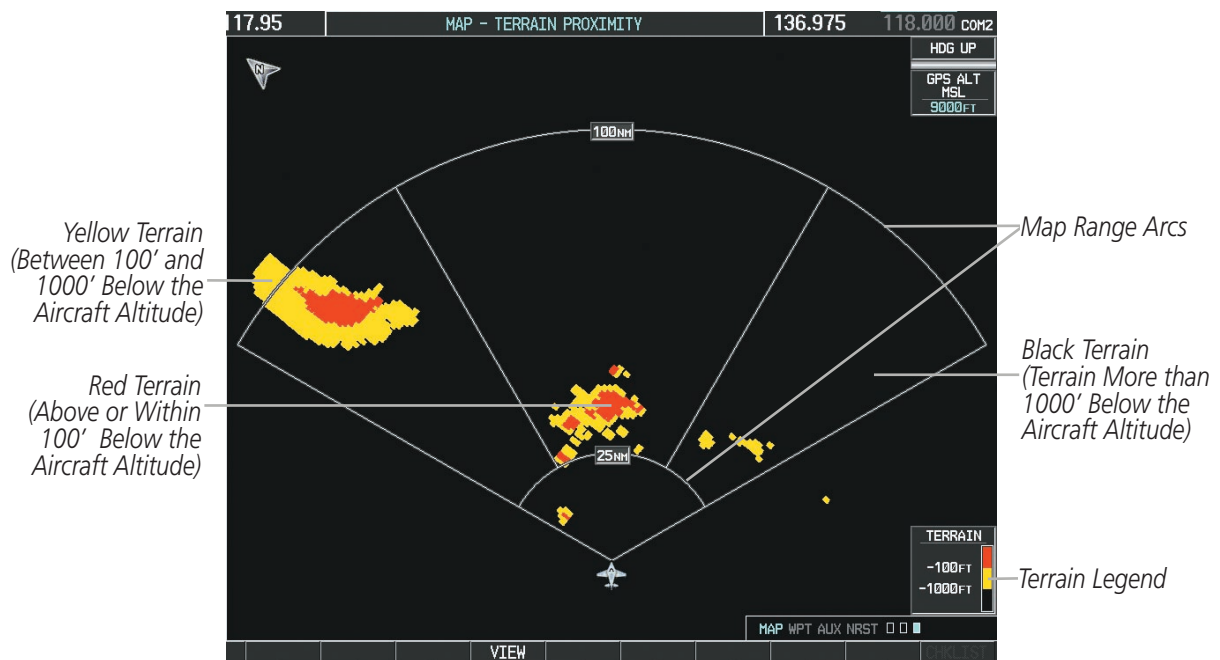 117.95 MAP – TERRAIN PROXIMITY 136.975 118.000 COM2
HDG UP
N
GPS ALT
MSL
9000FT
100NM
Yellow Terrain
(Between 100' and
1000' Below the
Aircraft Altitude)
Map Range Arcs
Red Terrain
(Above or Within
100' Below the
Aircraft Altitude)
Black Terrain
(Terrain More than
1000' Below the
Aircraft Altitude)
25NM
TERRAIN
-100FT
-1000FT
Terrain Legend
MAP WPT AUX NRST
VIEW CHKLIST